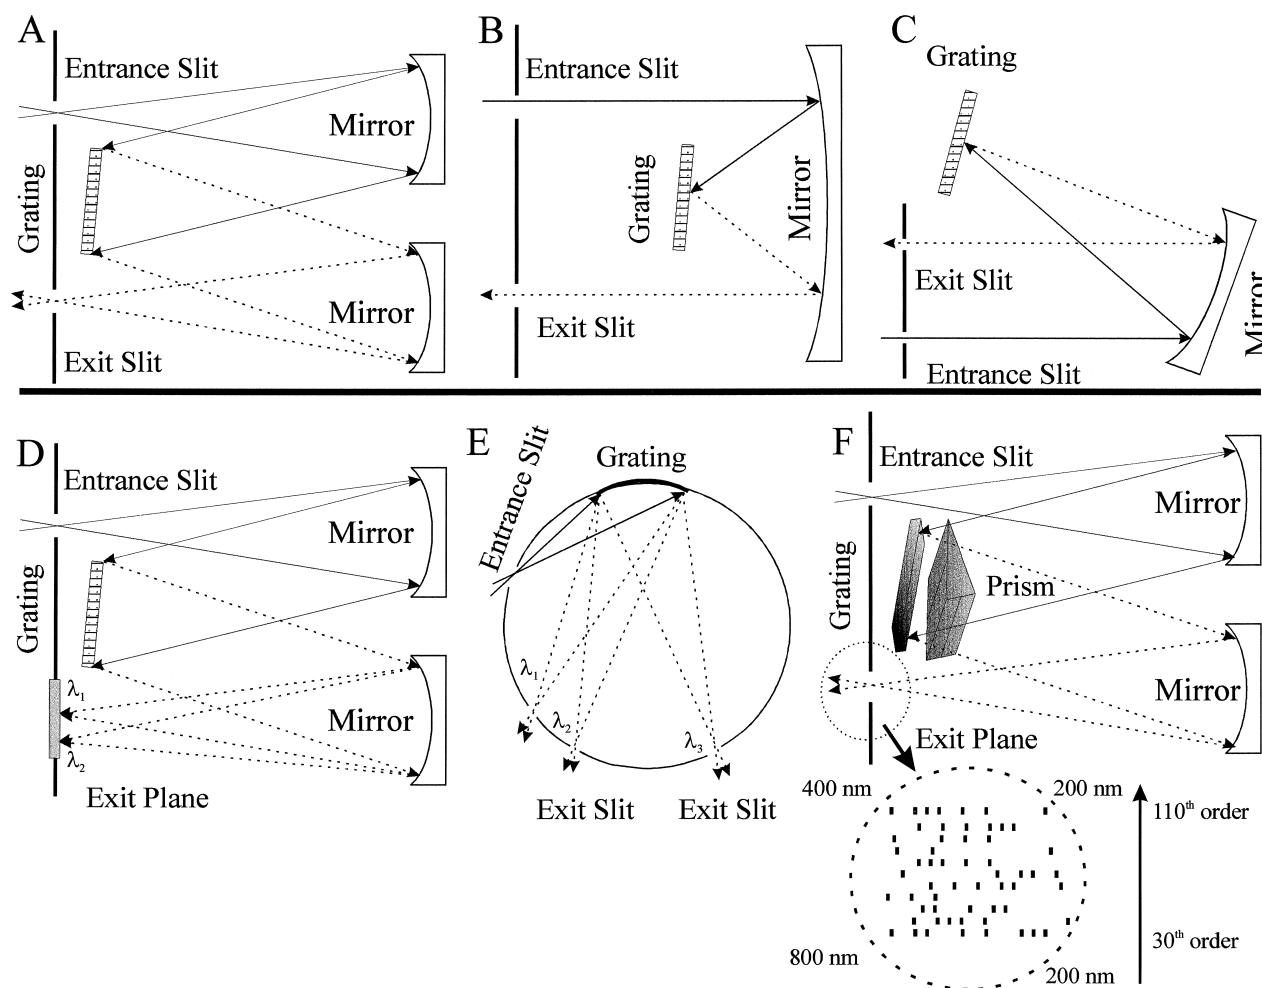 A
Entrance Slit
Mirror
Grating
Mirror
Exit Slit
B
Entrance Slit
Grating
Mirror
Exit Slit
C
Grating
Exit Slit
Mirror
Entrance Slit
D
Entrance Slit
Mirror
Grating
λ1
Mirror
λ2
Exit Plane
E
Entrance Slit
Grating
λ1
λ2
λ3
Exit Slit
Exit Slit
F
Entrance Slit
Mirror
Grating
Prism
Mirror
Exit Plane
400 nm
200 nm
110th order
30th order
800 nm
200 nm